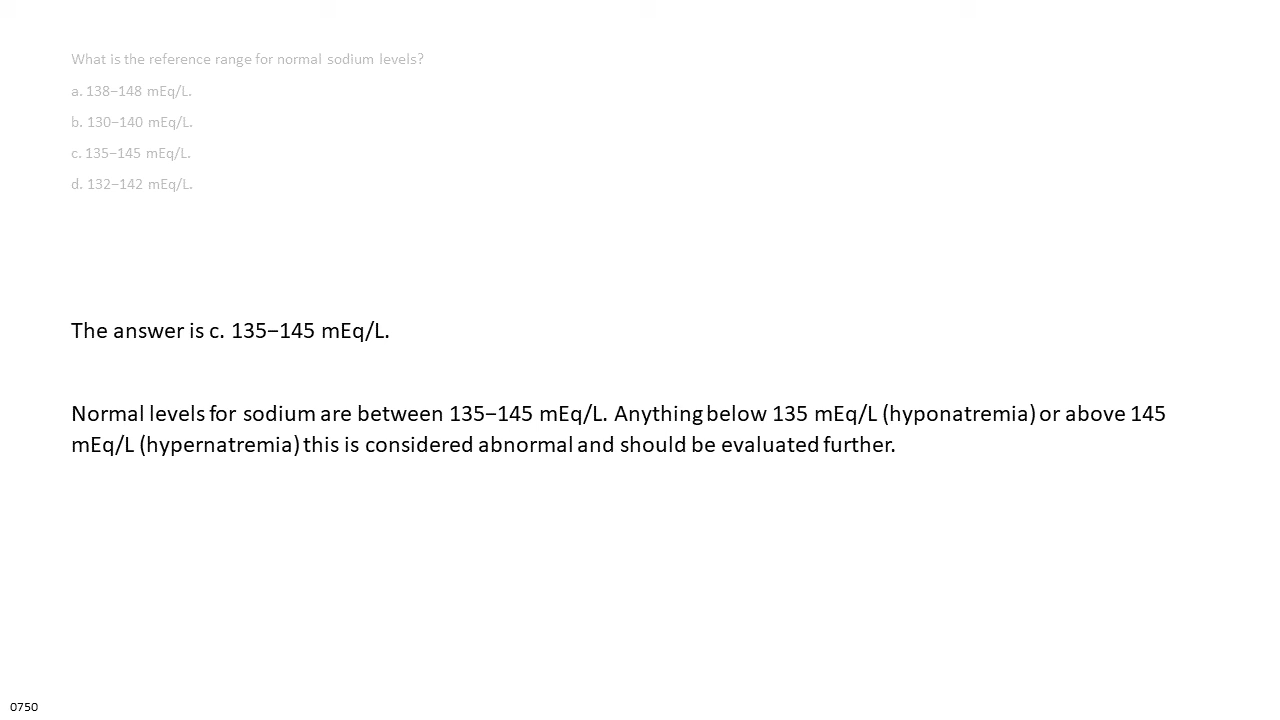 What is the reference range for normal sodium levels?
a. 138–148 mEq/L.
b. 130–140 mEq/L.
c. 135–145 mEq/L.
d. 132–142 mEq/L.
The answer is c. 135–145 mEq/L.
Normal levels for sodium are between 135–145 mEq/L. Anything below 135 mEq/L (hyponatremia) or above 145
mEq/L (hypernatremia) this is considered abnormal and should be evaluated further.
0750